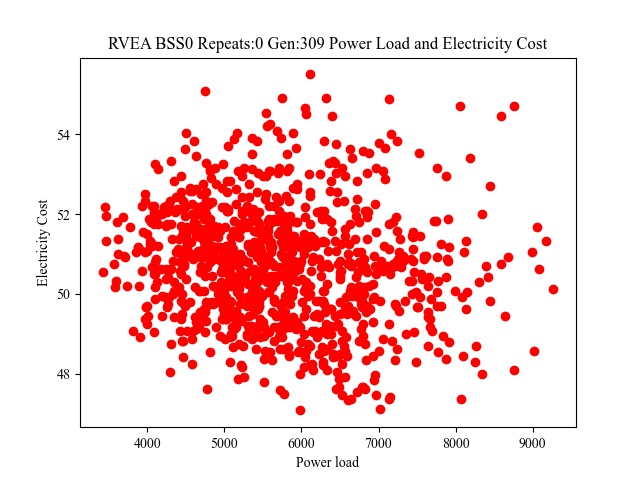 RVEA BSS0 Repeats:0 Gen:309 Power Load and Electricity Cost
54
52
50
48
Electricity Cost
4000 5000 6000 7000 8000 9000
Power load